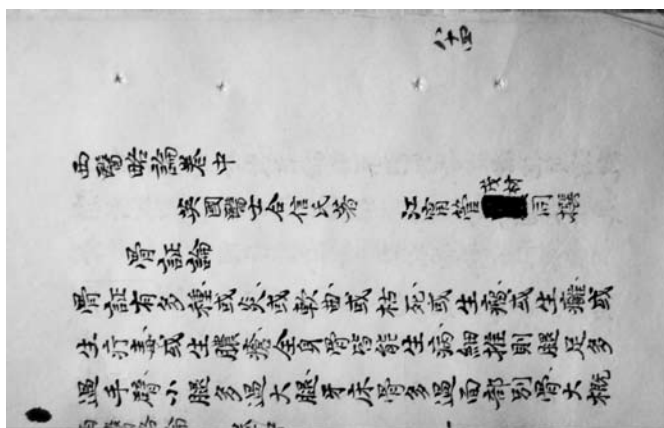 西醫略論卷中
英國醫士合信氏著 江寧管茂材同撰
骨証論
骨証有多種或炎或軟曲或枯死或生瘍或生癰或
生疔毒或生膿瘡全身骨皆能生病細推則腿足多
過手臂小腿多過大腿牙床骨多過面部別骨大概